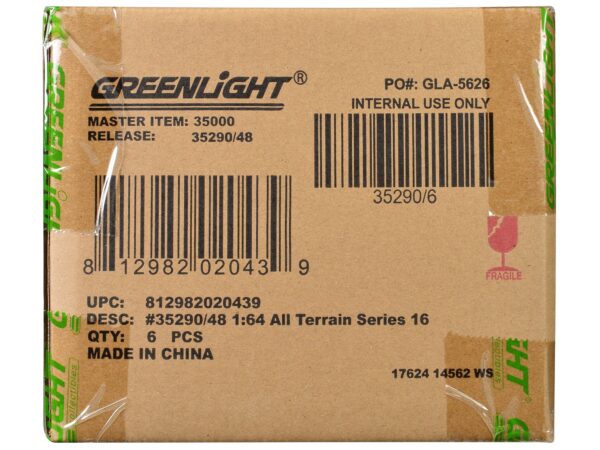 GREENLiGHT®
PO#: GLA-5626
INTERNAL USE ONLY
MASTER ITEM: 35000
RELEASE: 35290/48
35290/6
8 12982 02043 9
FRAGILE
UPC: 812982020439
DESC: #35290/48 1:64 All Terrain Series 16
QTY: 6 PCS
MADE IN CHINA
17624 14562 WS
GREENLIGH